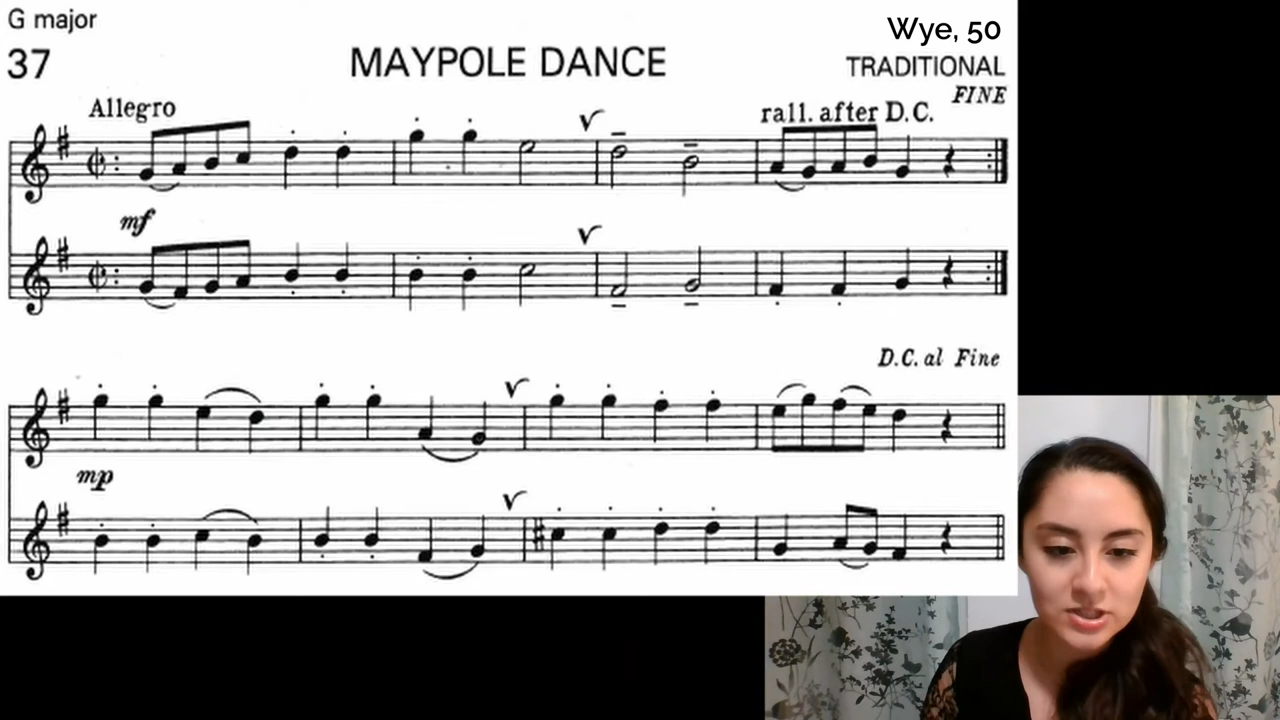 G major
Wye, 50
37
MAYPOLE DANCE
TRADITIONAL
FINE
Allegro
rall. after D.C.
mf
D.C. al Fine
mp